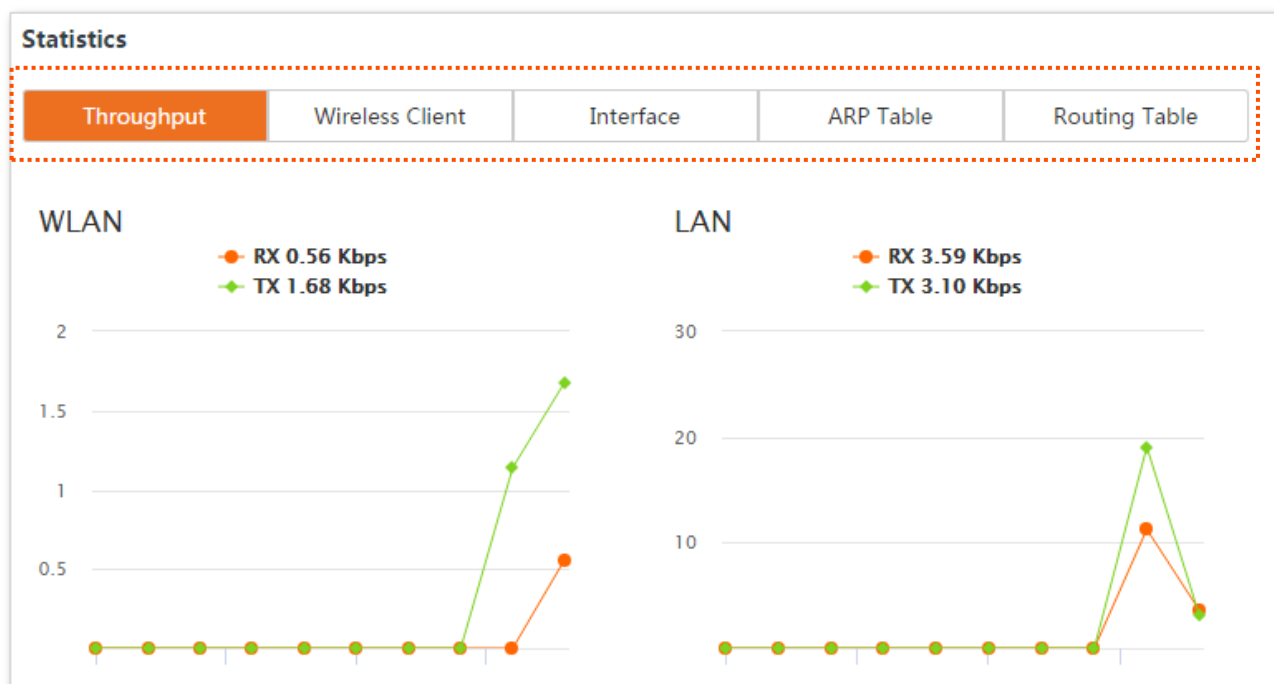 Statistics
Throughput Wireless Client Interface ARP Table Routing Table
WLAN
RX 0.56 Kbps
TX 1.68 Kbps
2
1.5
1
0.5
LAN
RX 3.59 Kbps
TX 3.10 Kbps
30
20
10